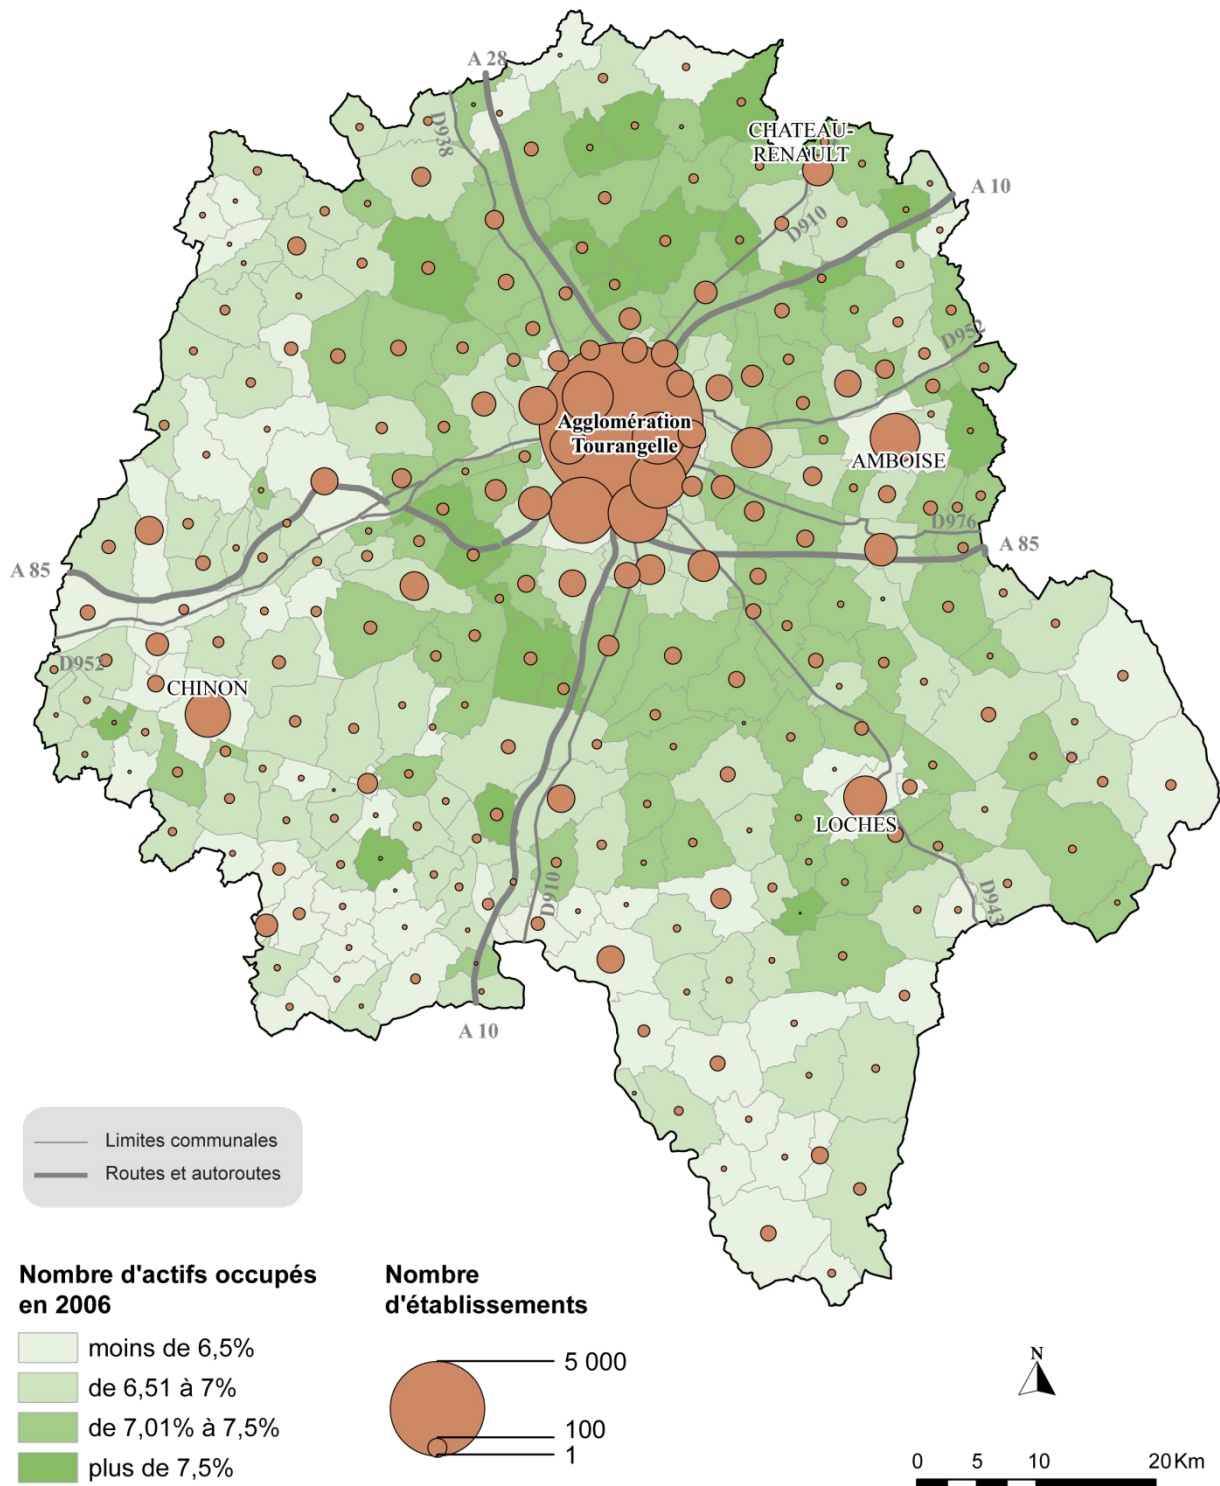 A 28
D938
CHATEAU-
RENAULT
A 10
D910
D952
Agglomération
Tourangelle
AMBOISE
D976
A 85
A 85
D952
CHINON
LOCHES
D910
D943
A 10
Limites communales
Routes et autoroutes
Nombre d'actifs occupés
en 2006
moins de 6,5%
de 6,51 à 7%
de 7,01% à 7,5%
plus de 7,5%
Nombre
d'établissements
5 000
100
1
N
0 5 10 20 Km